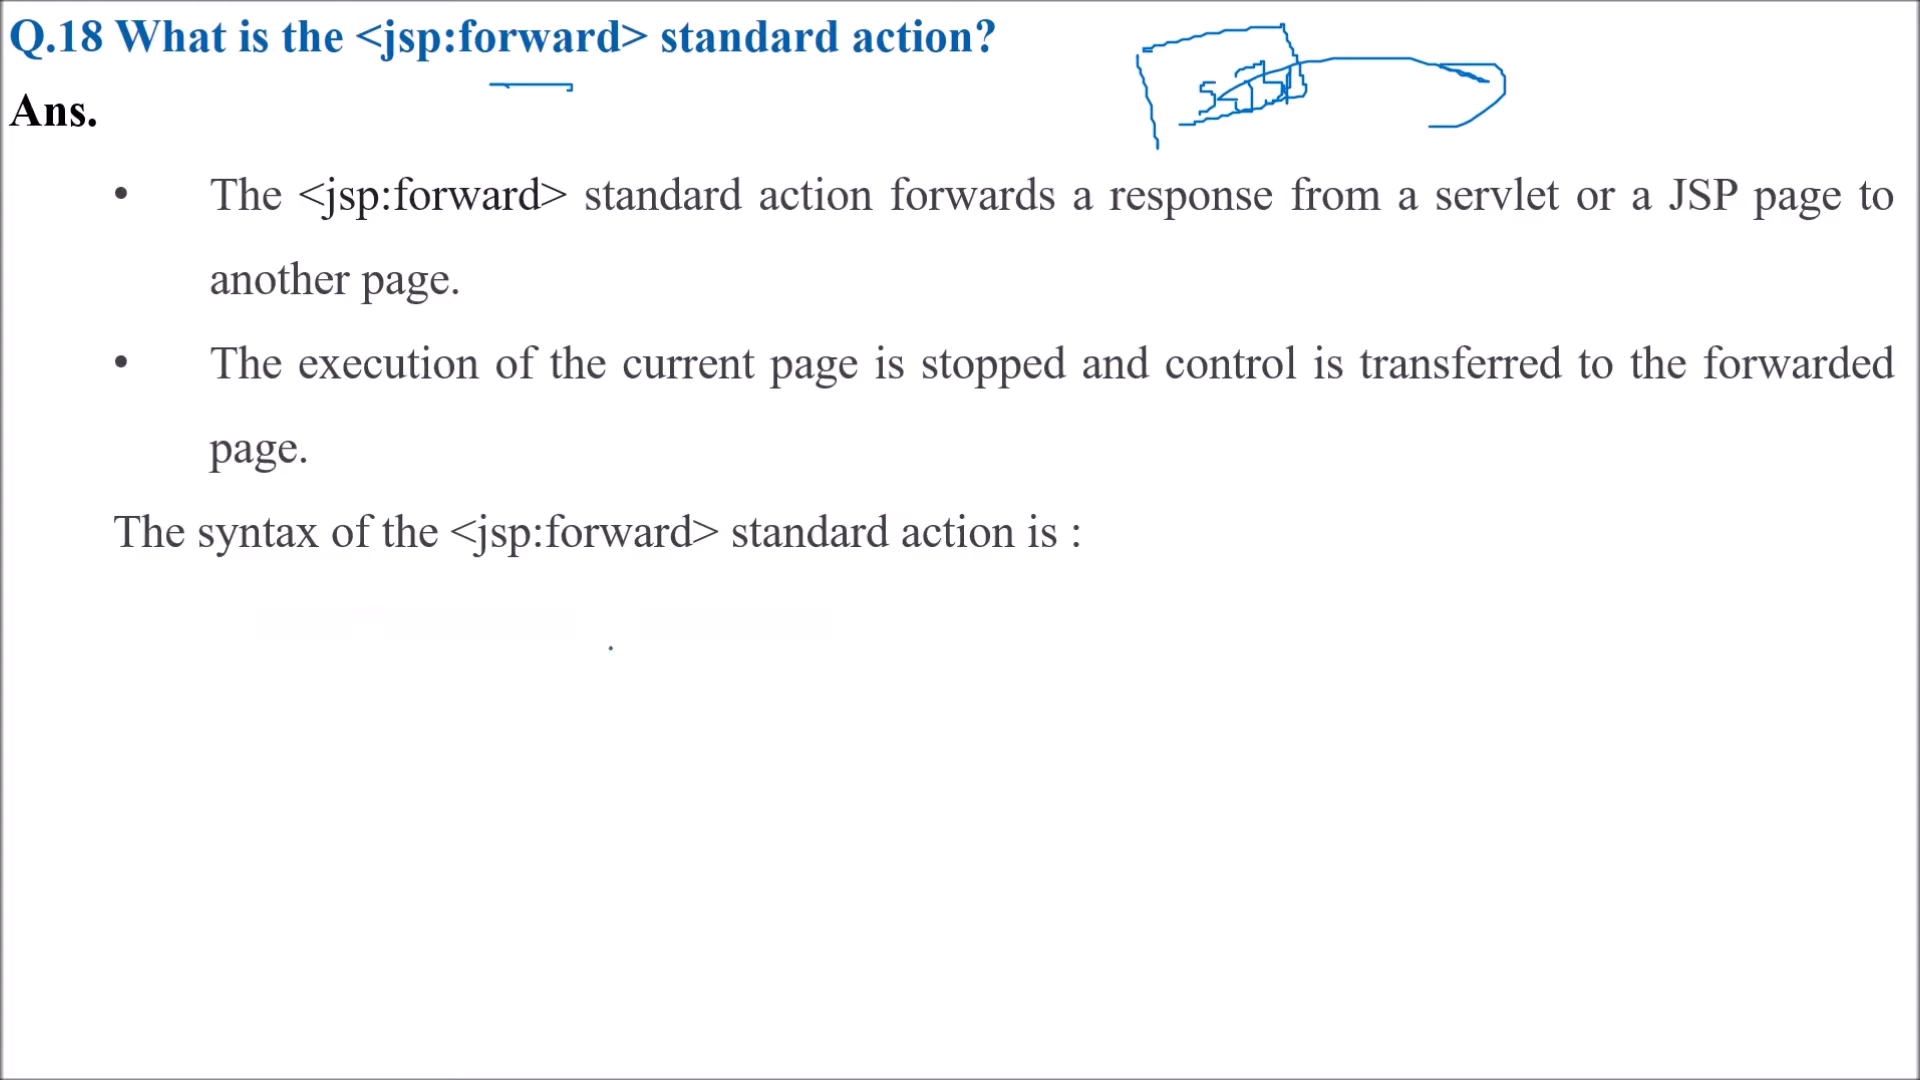 Q.18 What is the <jsp:forward> standard action?
Ans.
• The <jsp:forward> standard action forwards a response from a servlet or a JSP page to
another page.
• The execution of the current page is stopped and control is transferred to the forwarded
page.
The syntax of the <jsp:forward> standard action is :